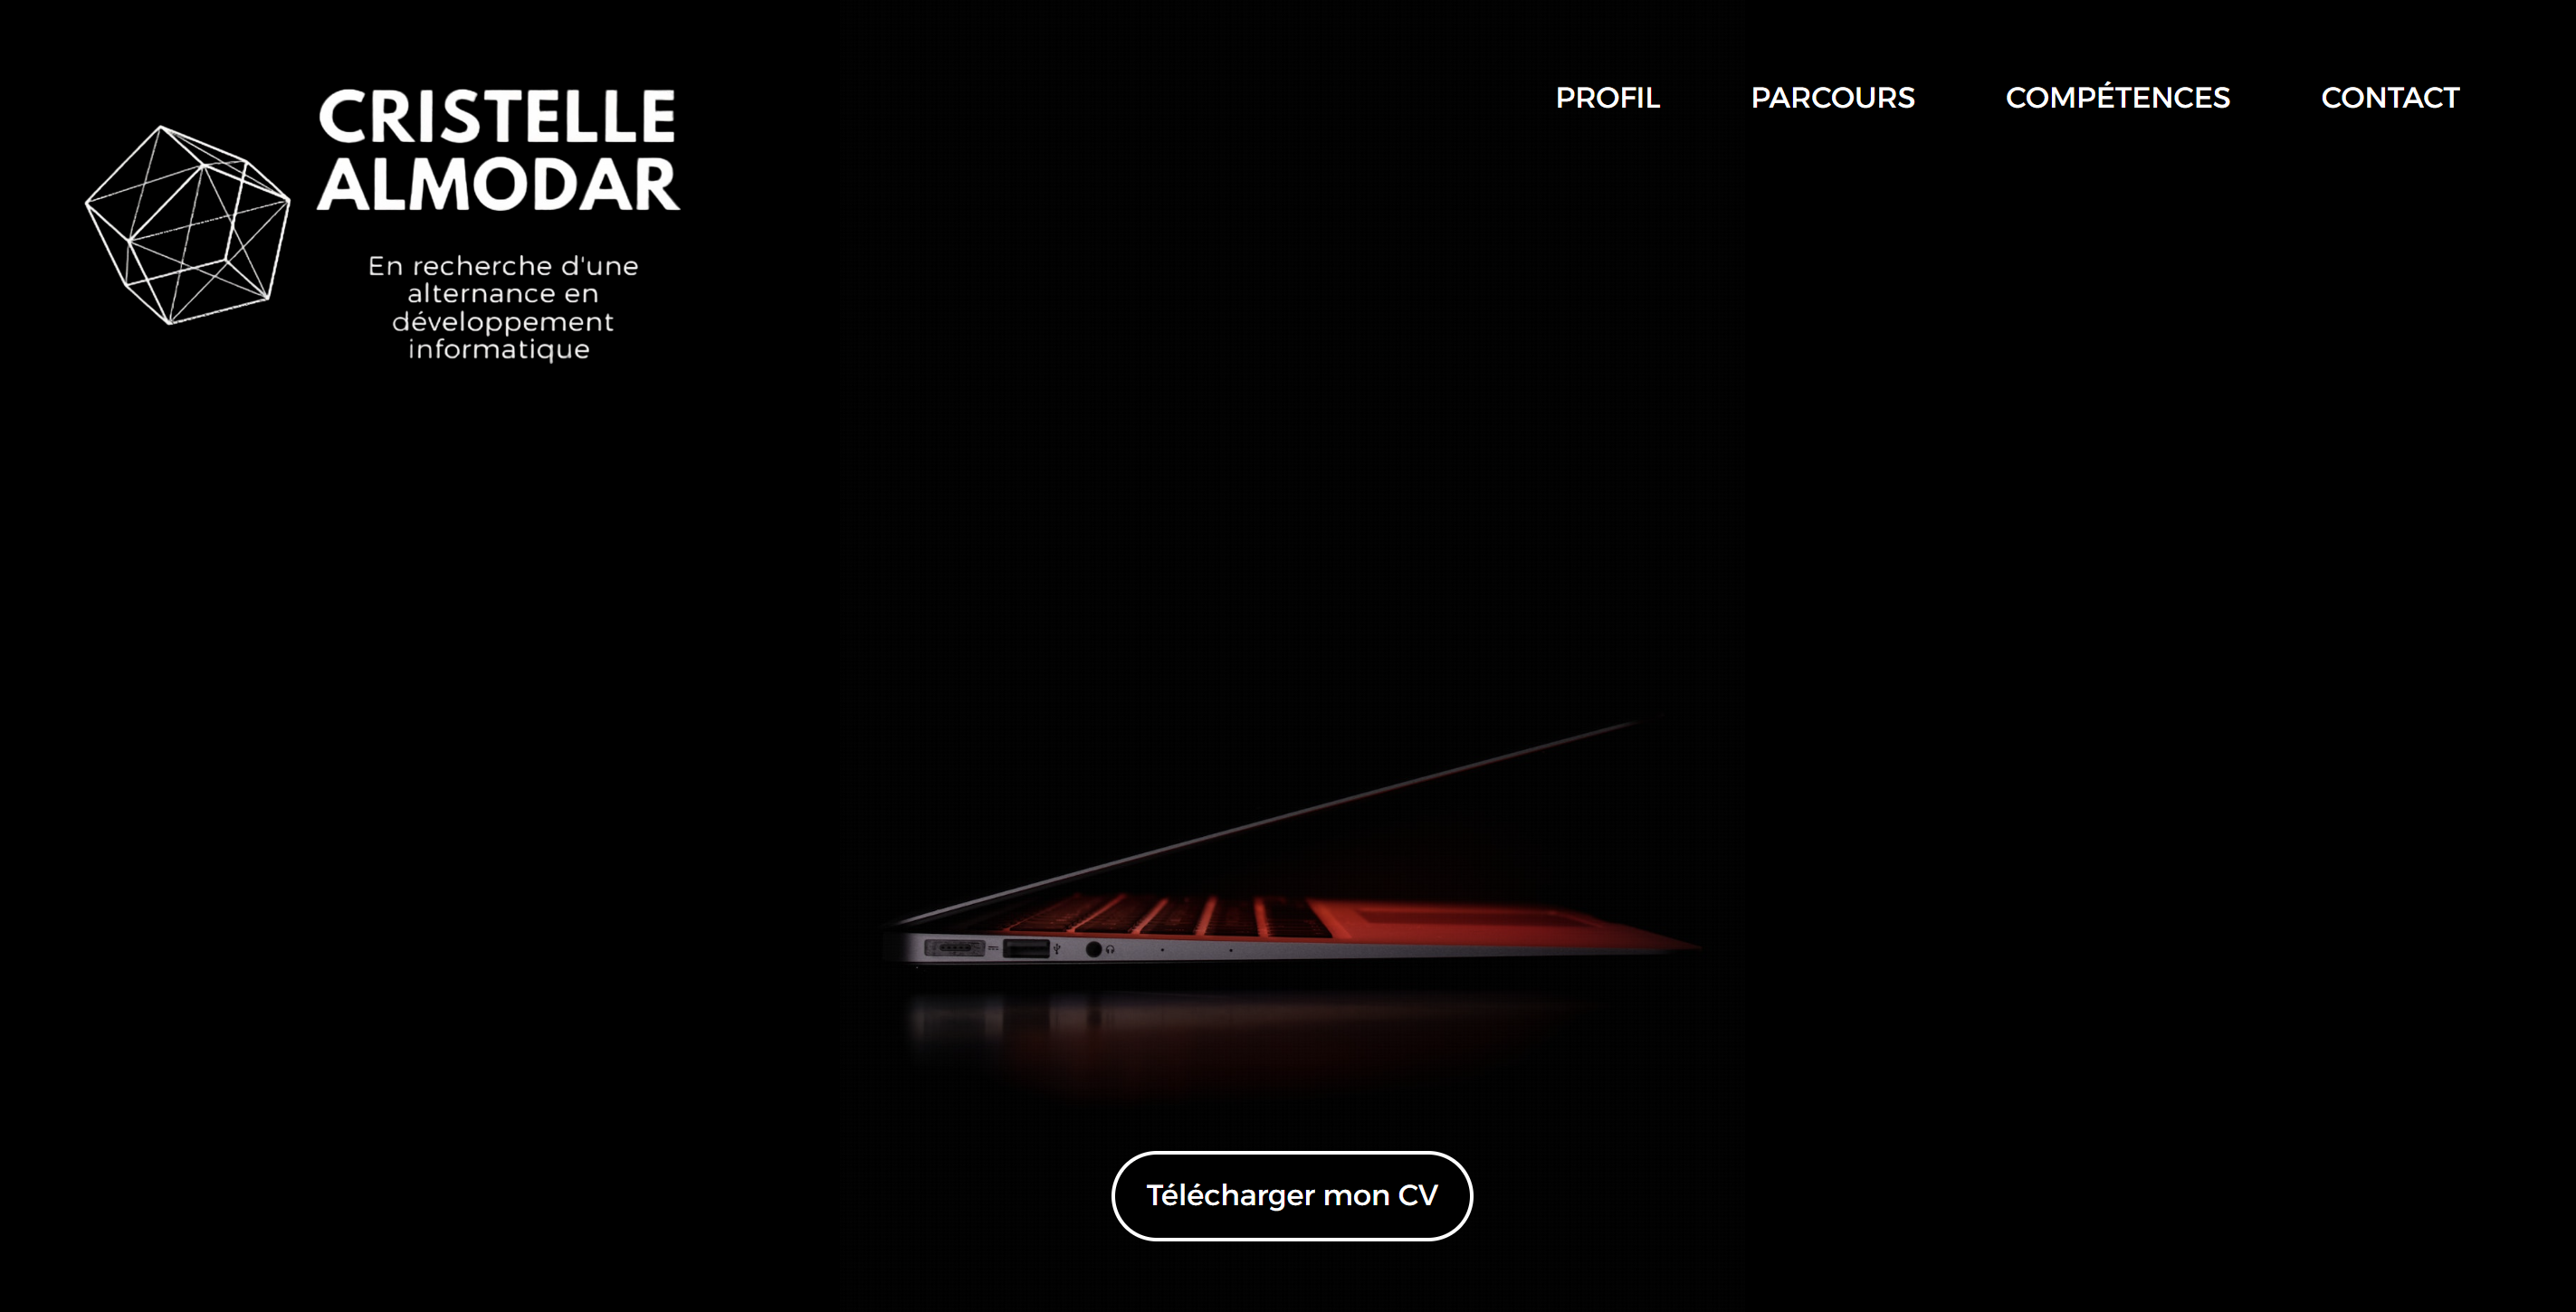 CRISTELLE
ALMODAR
En recherche d'une
alternance en
développement
informatique
PROFIL PARCOURS COMPÉTENCES CONTACT
Télécharger mon CV